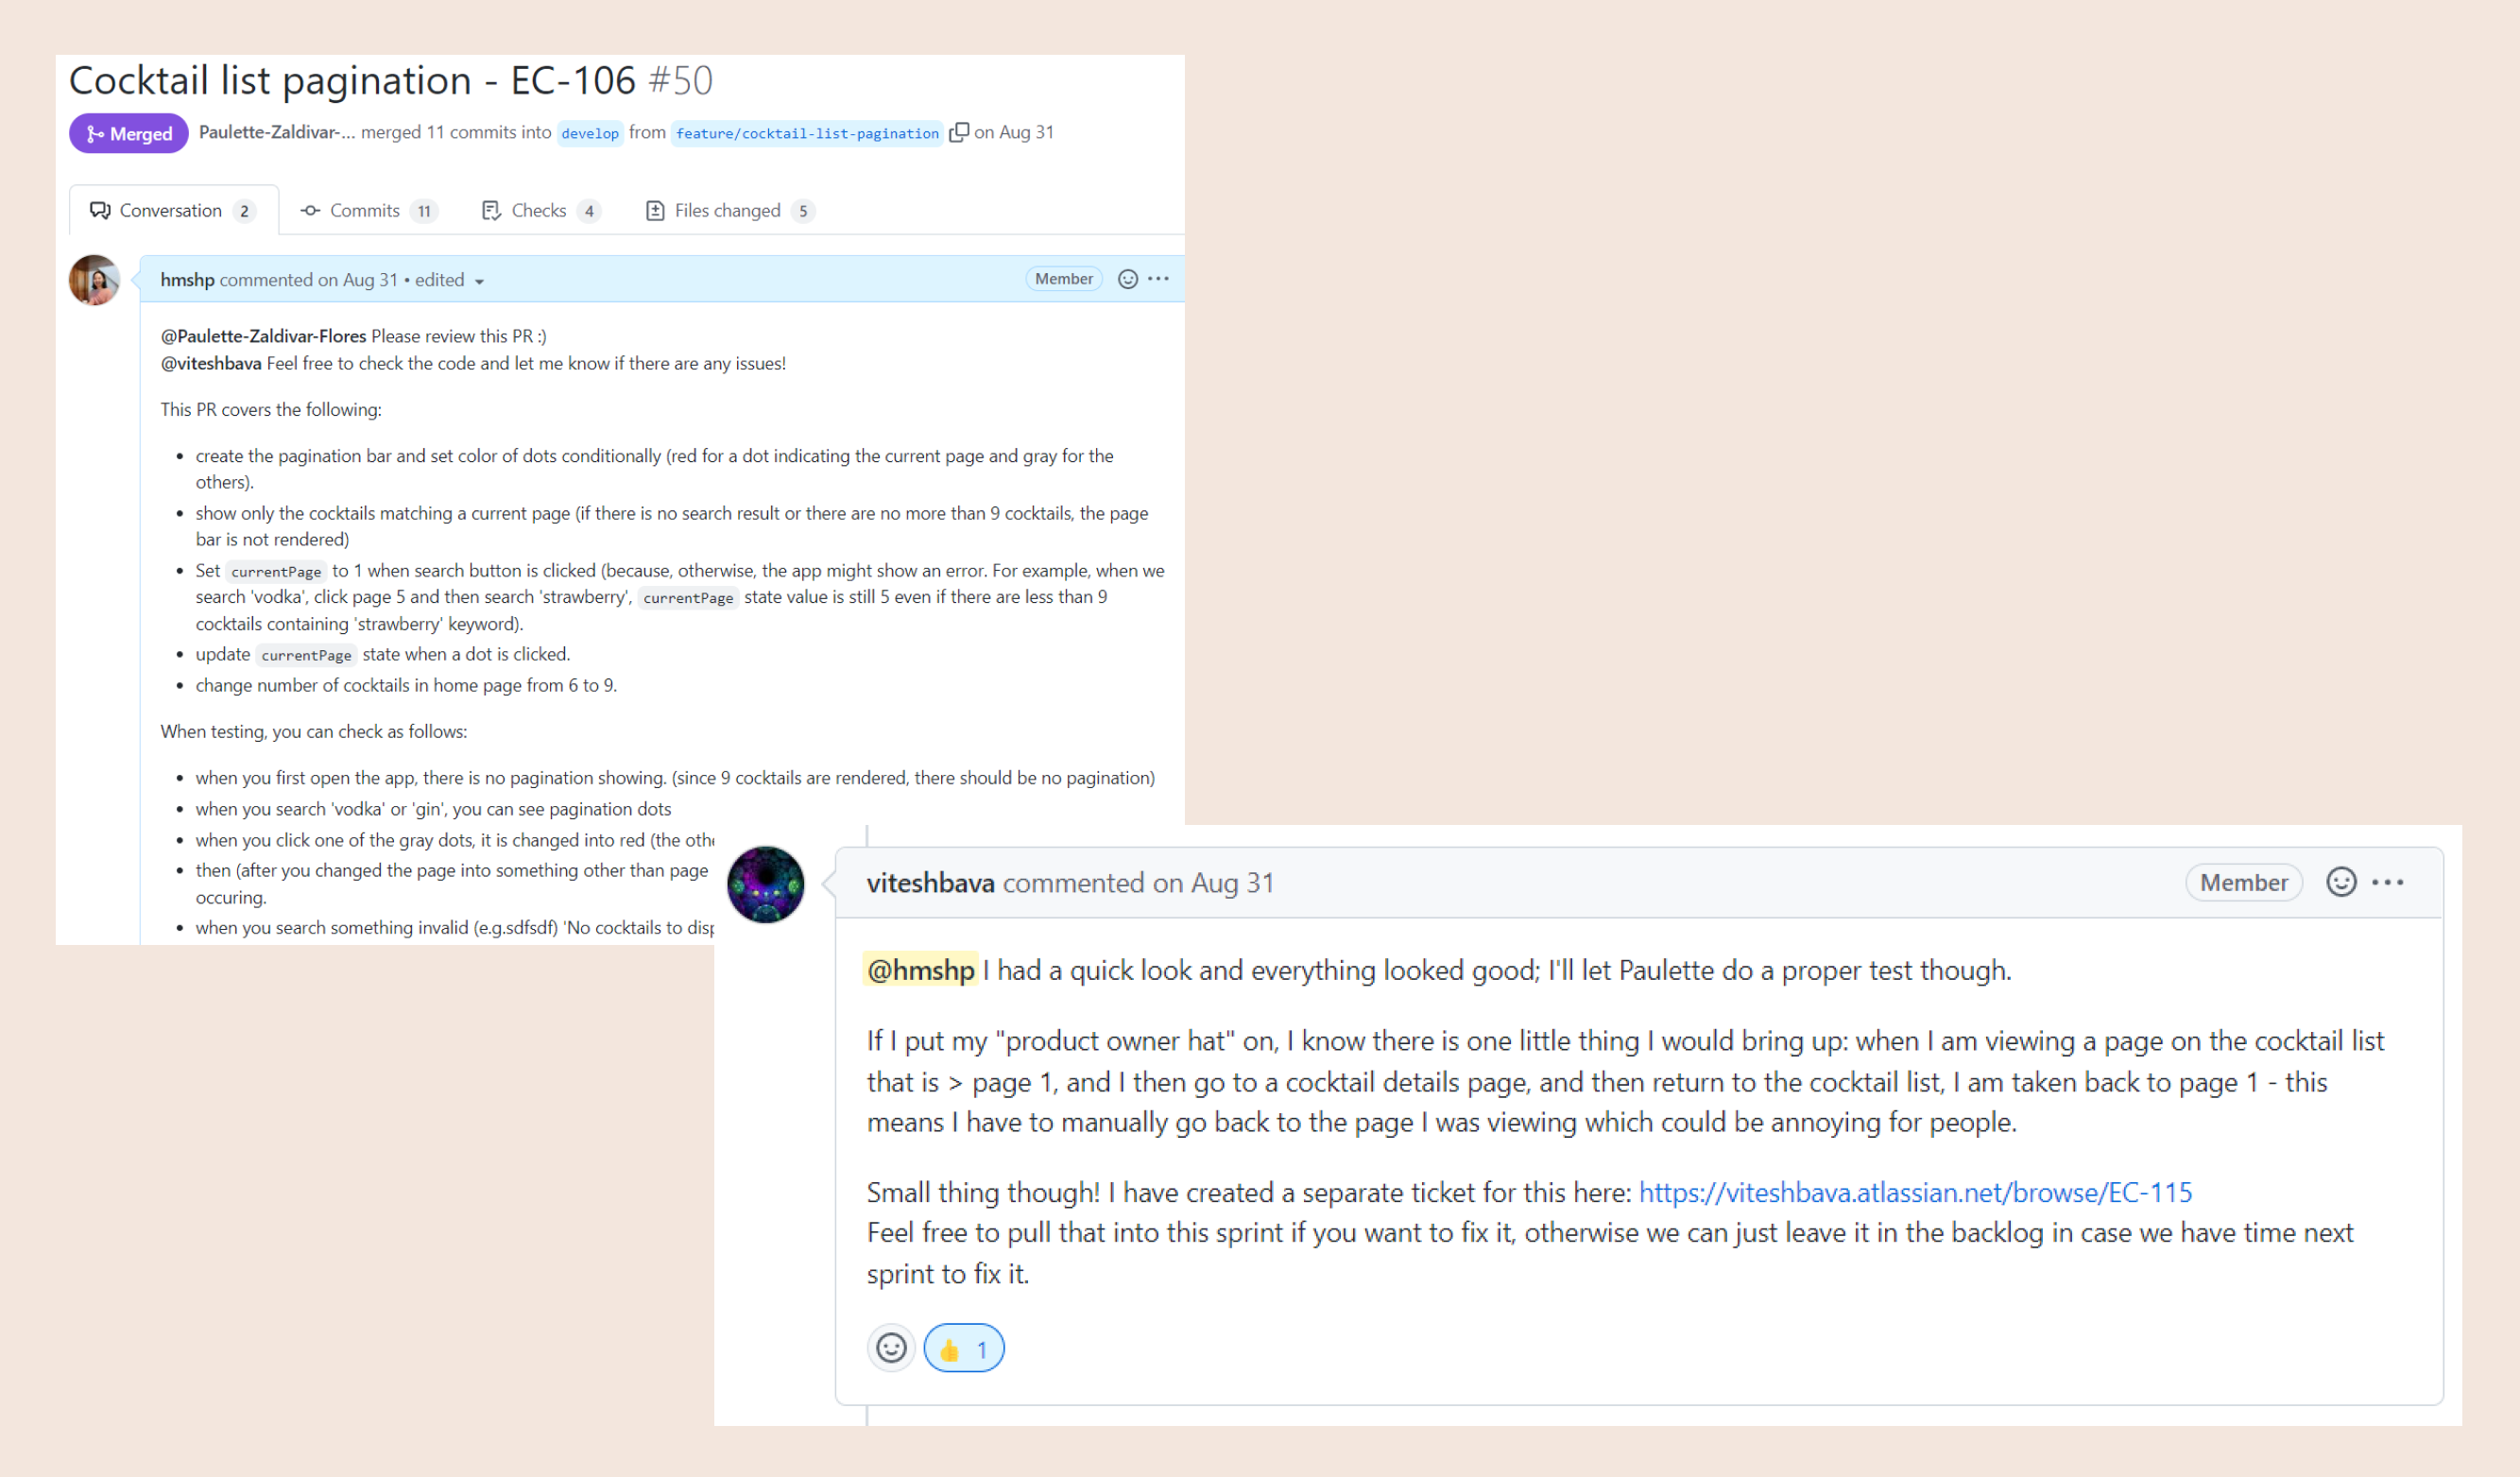 Cocktail list pagination - EC-106 #50
Merged Paulette-Zaldivar-... merged 11 commits into develop from feature/cocktail-list-pagination on Aug 31
Conversation 2 Commits 11 Checks 4 Files changed 5
hmshp commented on Aug 31 • edited Member
@Paulette-Zaldivar-Flores Please review this PR :)
@viteshbava Feel free to check the code and let me know if there are any issues!
This PR covers the following:
• create the pagination bar and set color of dots conditionally (red for a dot indicating the current page and gray for the
others).
• show only the cocktails matching a current page (if there is no search result or there are no more than 9 cocktails, the page
bar is not rendered)
• Set currentPage to 1 when search button is clicked (because, otherwise, the app might show an error. For example, when we
search 'vodka', click page 5 and then search 'strawberry', currentPage state value is still 5 even if there are less than 9
cocktails containing 'strawberry' keyword).
• update currentPage state when a dot is clicked.
• change number of cocktails in home page from 6 to 9.
When testing, you can check as follows:
• when you first open the app, there is no pagination showing. (since 9 cocktails are rendered, there should be no pagination)
• when you search 'vodka' or 'gin', you can see pagination dots
• when you click one of the gray dots, it is changed into red (the
• then (after you changed the page into something other than page
occuring.
• when you search something invalid (e.g.sdfsdf) 'No cocktails to
viteshbava commented on Aug 31 Member
@hmshp I had a quick look and everything looked good; I'll let Paulette do a proper test though.
If I put my "product owner hat" on, I know there is one little thing I would bring up: when I am viewing a page on the cocktail list
that is > page 1, and I then go to a cocktail details page, and then return to the cocktail list, I am taken back to page 1 - this
means I have to manually go back to the page I was viewing which could be annoying for people.
Small thing though! I have created a separate ticket for this here: https://viteshbava.atlassian.net/browse/EC-115
Feel free to pull that into this sprint if you want to fix it, otherwise we can just leave it in the backlog in case we have time next
sprint to fix it.
👍 1